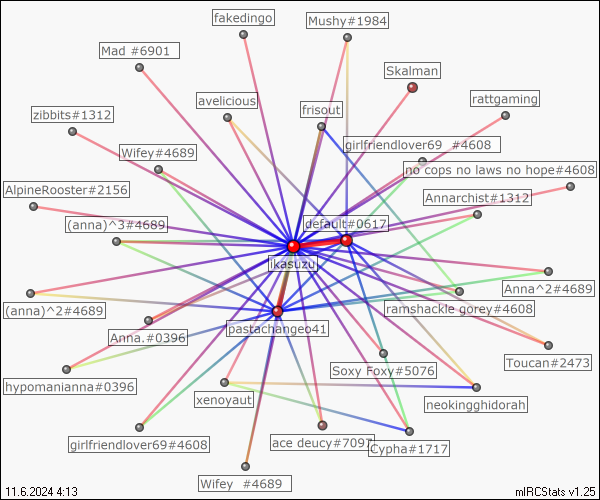 fakedingo
Mushy#1984
Mad #6901
Skalman
avelicious
frisout
rattgaming
zibbits#1312
Wifey#4689
girlfriendlover69  #4608
no cops no laws no hope#4608
AlpineRooster#2156
Annarchist#1312
(anna)^3#4689
default#0617
jikasuzu
Anna^2#4689
(anna)^2#4689
ramshackle gorey#4608
Anna.#0396
pastachangeo41
Toucan#2473
Soxy Foxy#5076
hypomanianna#0396
xenoyaut
neokingghidorah
girlfriendlover69#4608
ace deucy#7097
Cypha#1717
Wifey  #4689
11.6.2024 4:13
mIRCStats v1.25